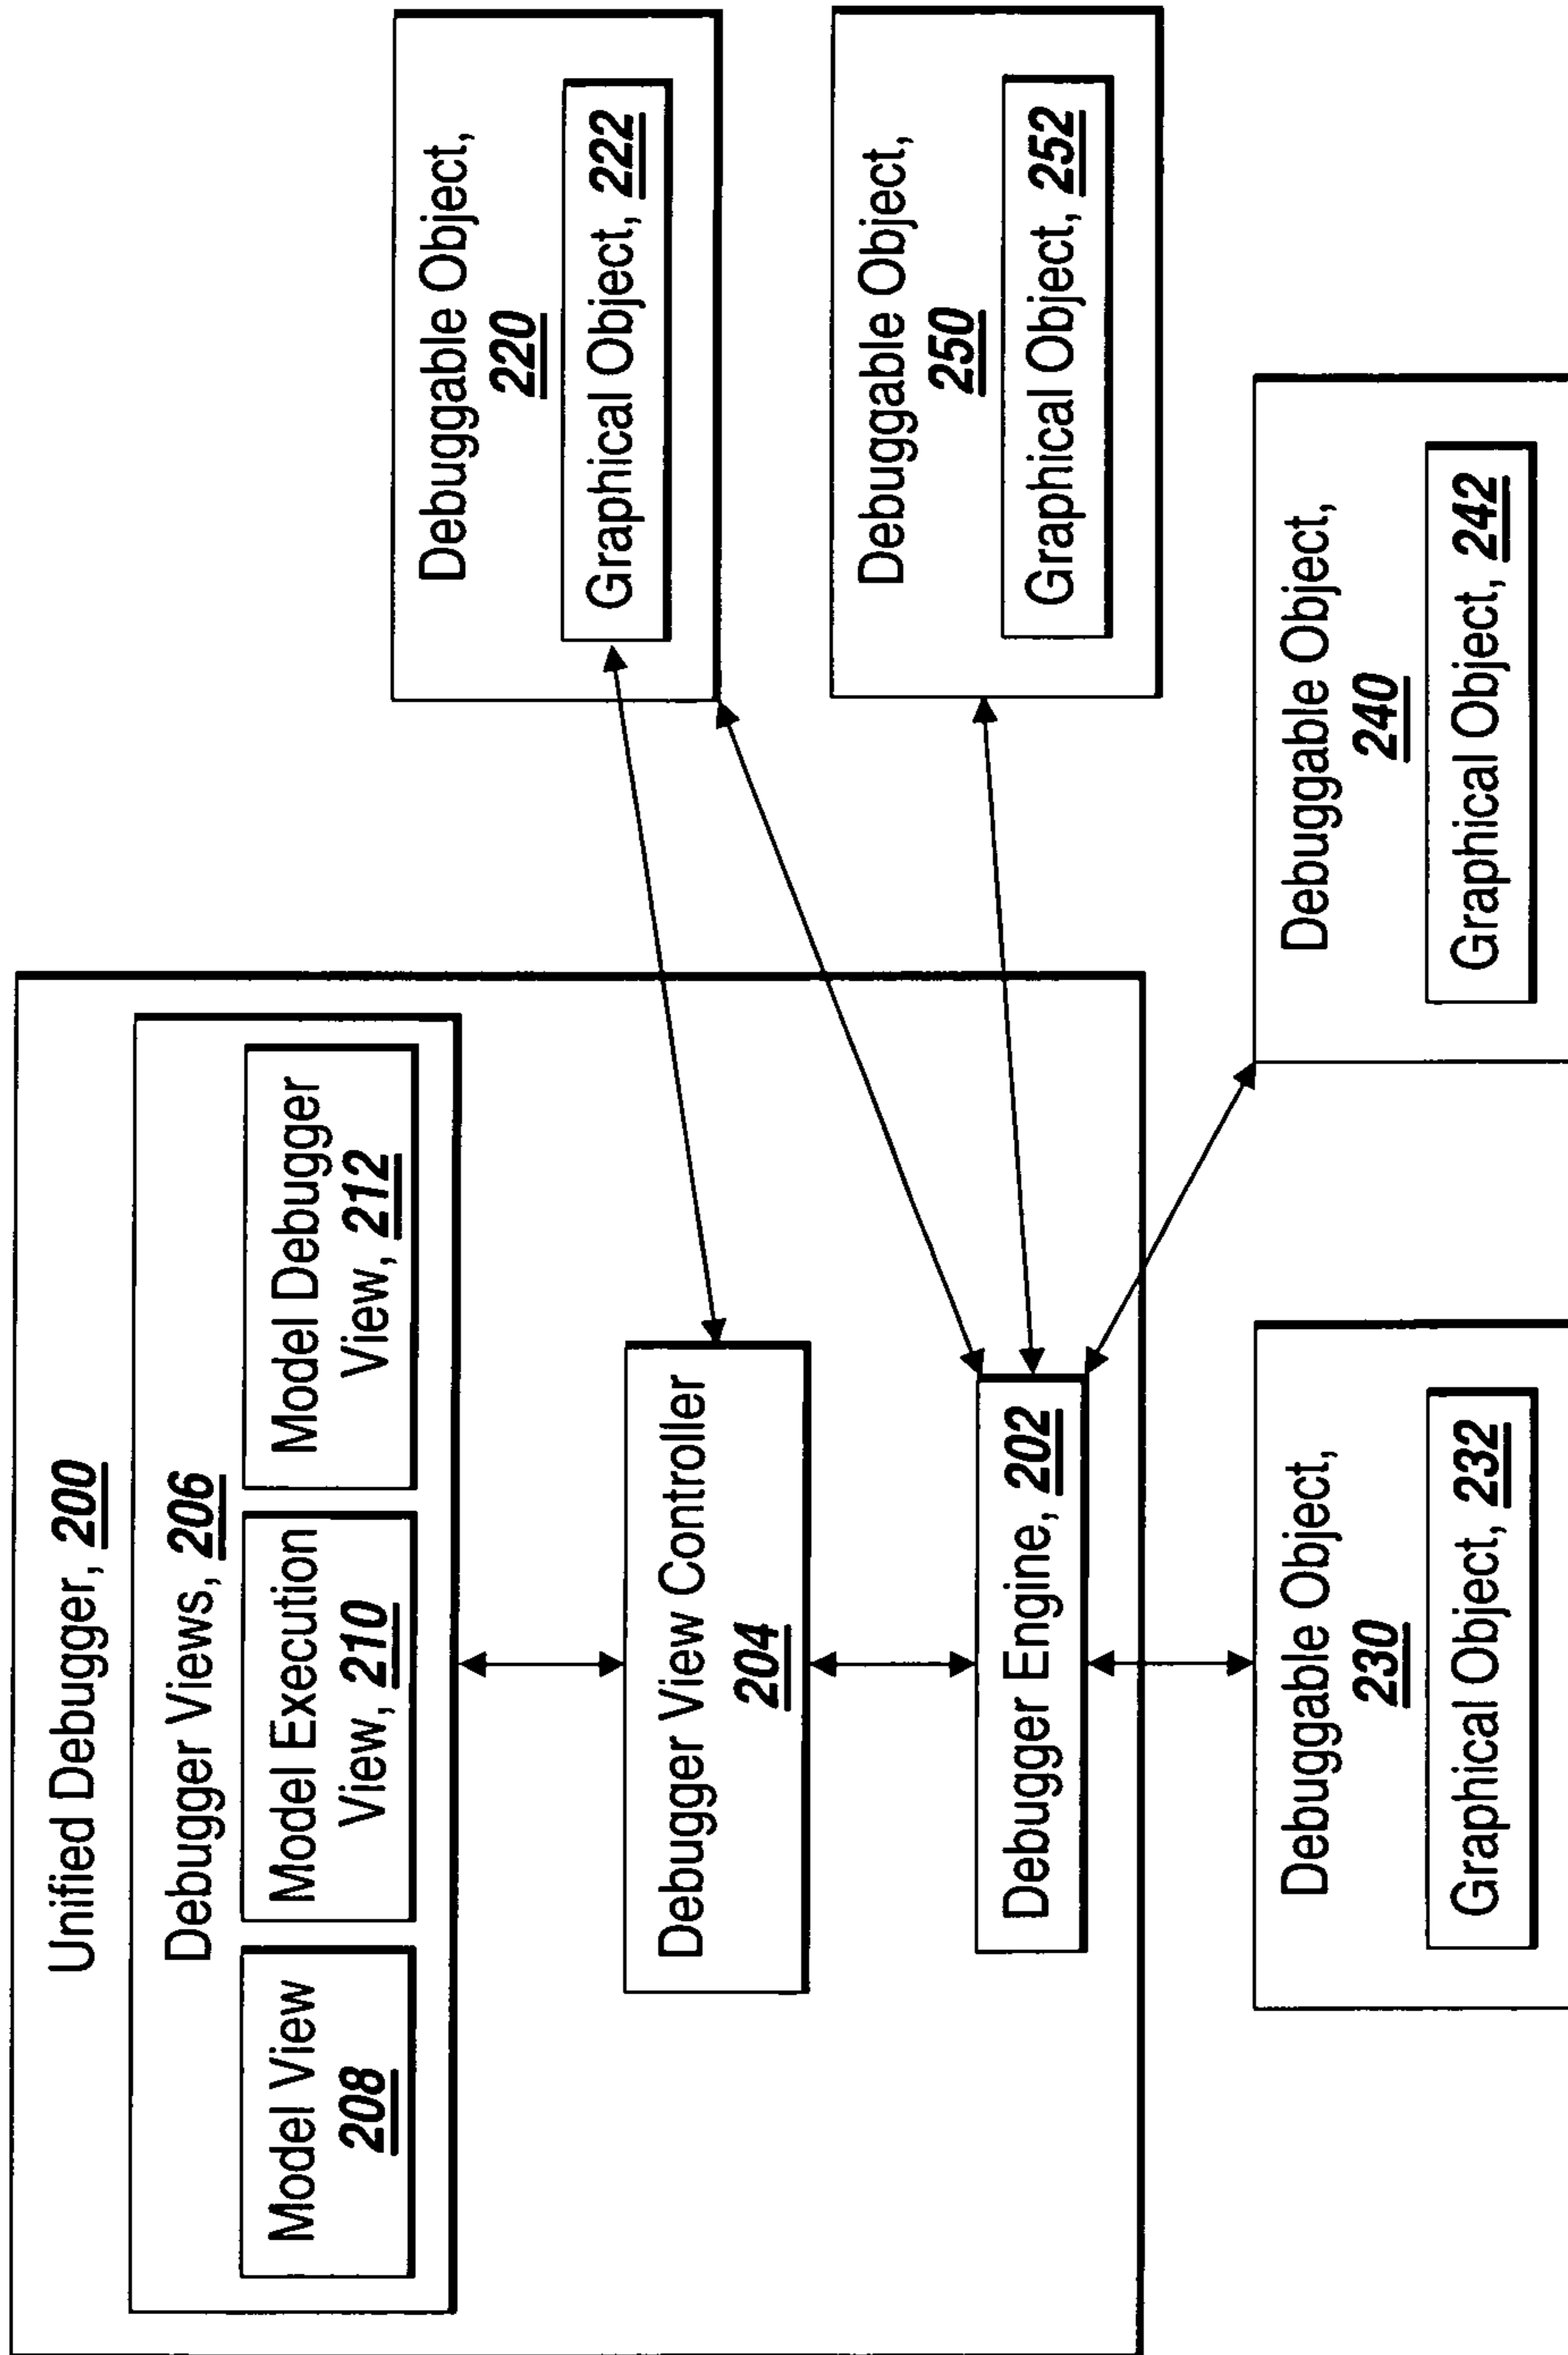 Unified Debugger, 200
Debugger Views, 206
Model View
208
Model Execution
View, 210
Model Debugger
View, 212
Debugger View Controller
204
Debugger Engine, 202
Debuggable Object,
220
Graphical Object, 222
Debuggable Object,
250
Graphical Object, 252
Debuggable Object,
240
Graphical Object, 242
Debuggable Object,
230
Graphical Object, 232